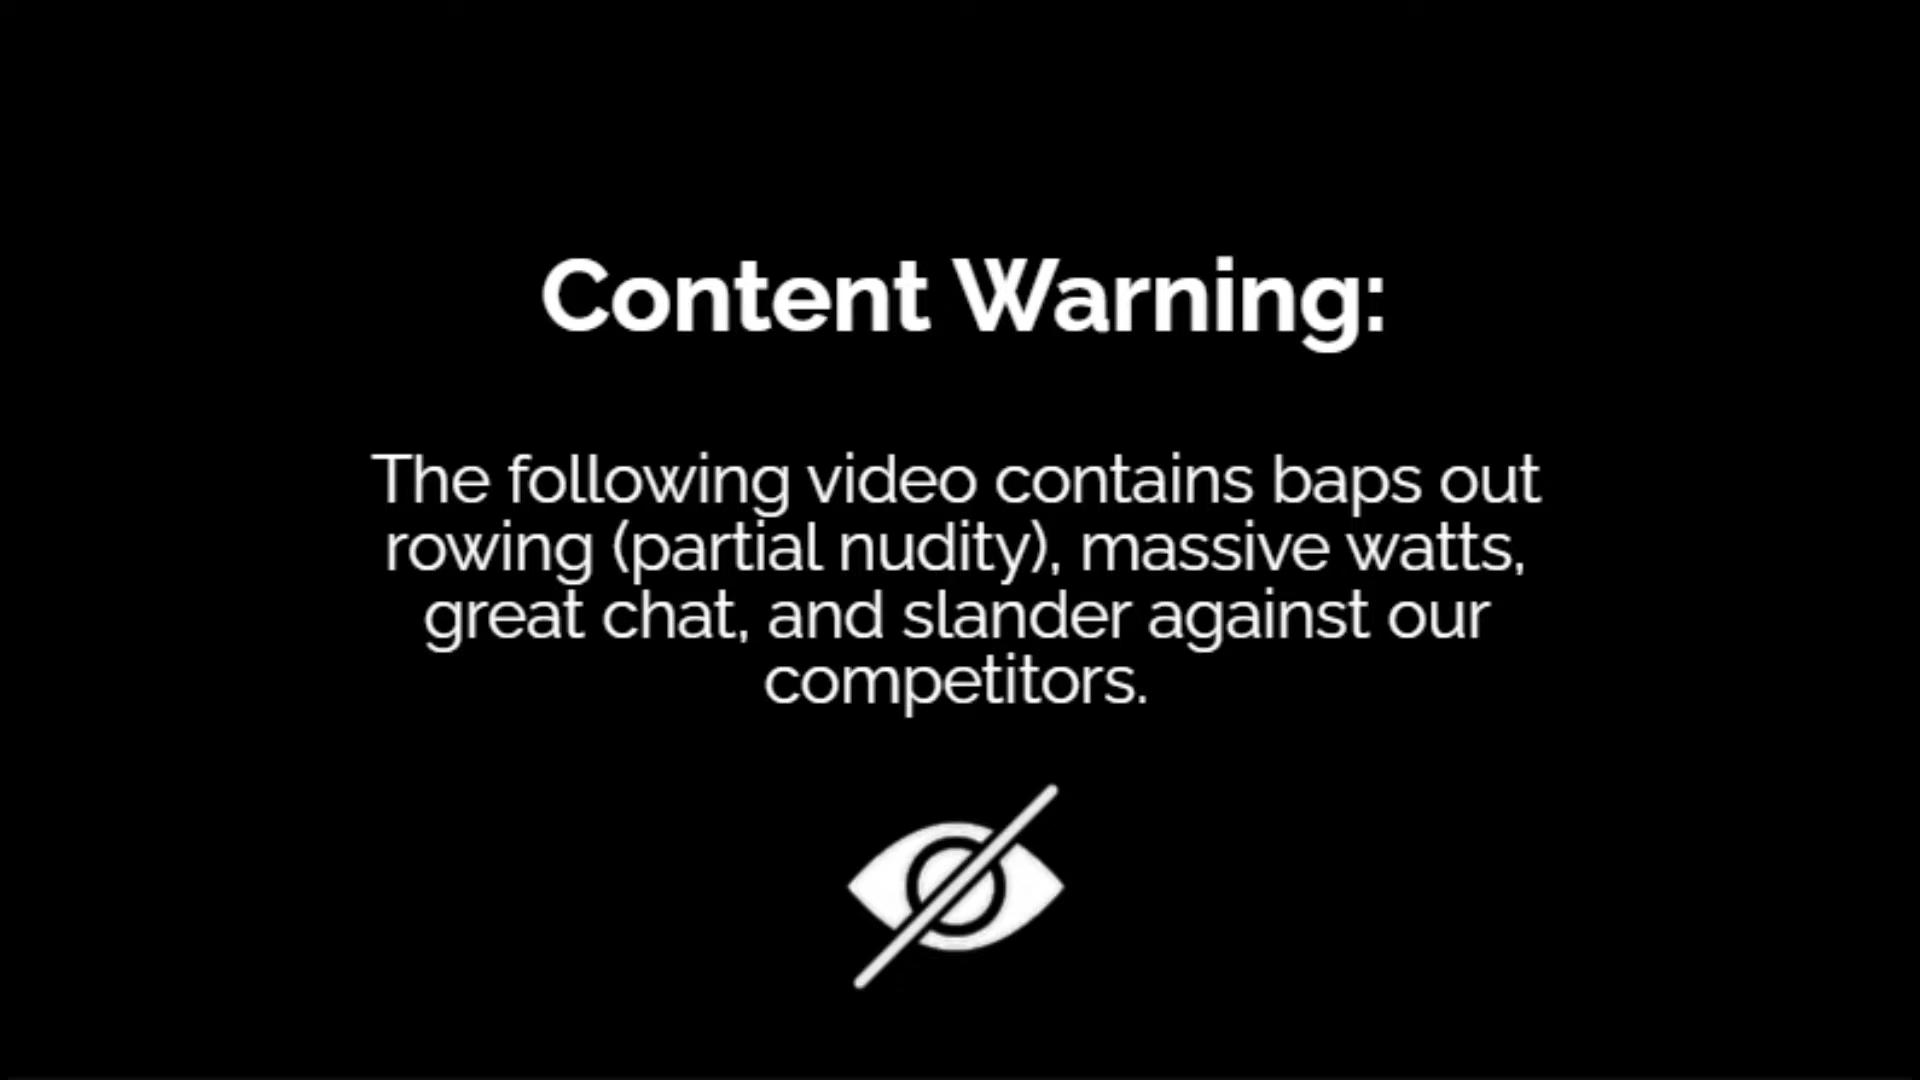 Content Warning:
The following video contains baps out
rowing (partial nudity), massive watts,
great chat, and slander against our
competitors.